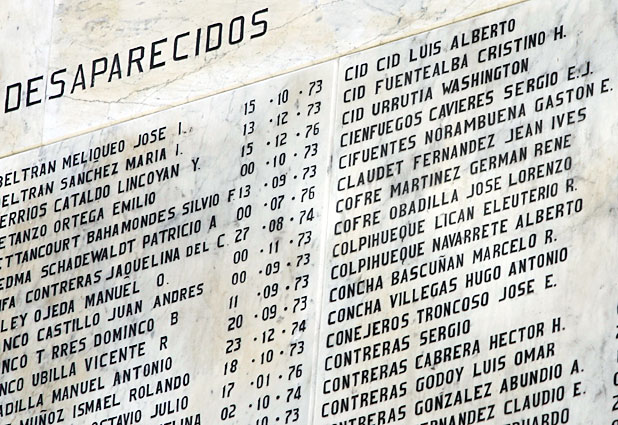 DESAPARECIDOS
BELTRAN MELIQUEO JOSE I. 15 · 10 · 73
ELTRAN SANCHEZ MARIA I. 13 · 12 · 73
ERRIOS CATALDO LINCOYAN Y. 15 · 12 · 76
ETANZO ORTEGA EMILIO 00 · 10 · 73
ETTANCOURT BAHAMONDES SILVIO F. 13 · 09 · 73
EDMA SCHADEWALDT PATRICIO A 00 · 07 · 76
CONTRERAS JAQUELINA DEL C. 27 · 08 · 74
LEY OJEDA MANUEL O. 00 · 11 · 73
NCO CASTILLO JUAN ANDRES 00 · 09 · 73
NCO T RRES DOMINCO B 11 · 09 · 73
NCO UBILLA VICENTE R 20 · 09 · 73
ADILLA MANUEL ANTONIO 23 · 12 · 74
MUÑOZ ISMAEL ROLANDO 18 · 10 · 73
OCTAVIO JULIO 17 · 01 · 76
02 · 10 · 74
10 · 73
CID CID LUIS ALBERTO
CID FUENTEALBA CRISTINO H.
CID URRUTIA WASHINGTON
CIENFUEGOS CAVIERES SERGIO E.J.
CIFUENTES NORAMBUENA GASTON E.
CLAUDET FERNANDEZ JEAN IVES
COFRE MARTINEZ GERMAN RENE
COFRE OBADILLA JOSE LORENZO
COLPIHUEQUE LICAN ELEUTERIO R.
COLPIHUEQUE NAVARRETE ALBERTO
CONCHA BASCUÑAN MARCELO R.
CONCHA VILLEGAS HUGO ANTONIO
CONEJEROS TRONCOSO JOSE E.
CONTRERAS SERGIO
CONTRERAS CABRERA HECTOR H.
CONTRERAS GODOY LUIS OMAR
CONTRERAS GONZALEZ ABUNDIO A.
ERNANDEZ CLAUDIO E.